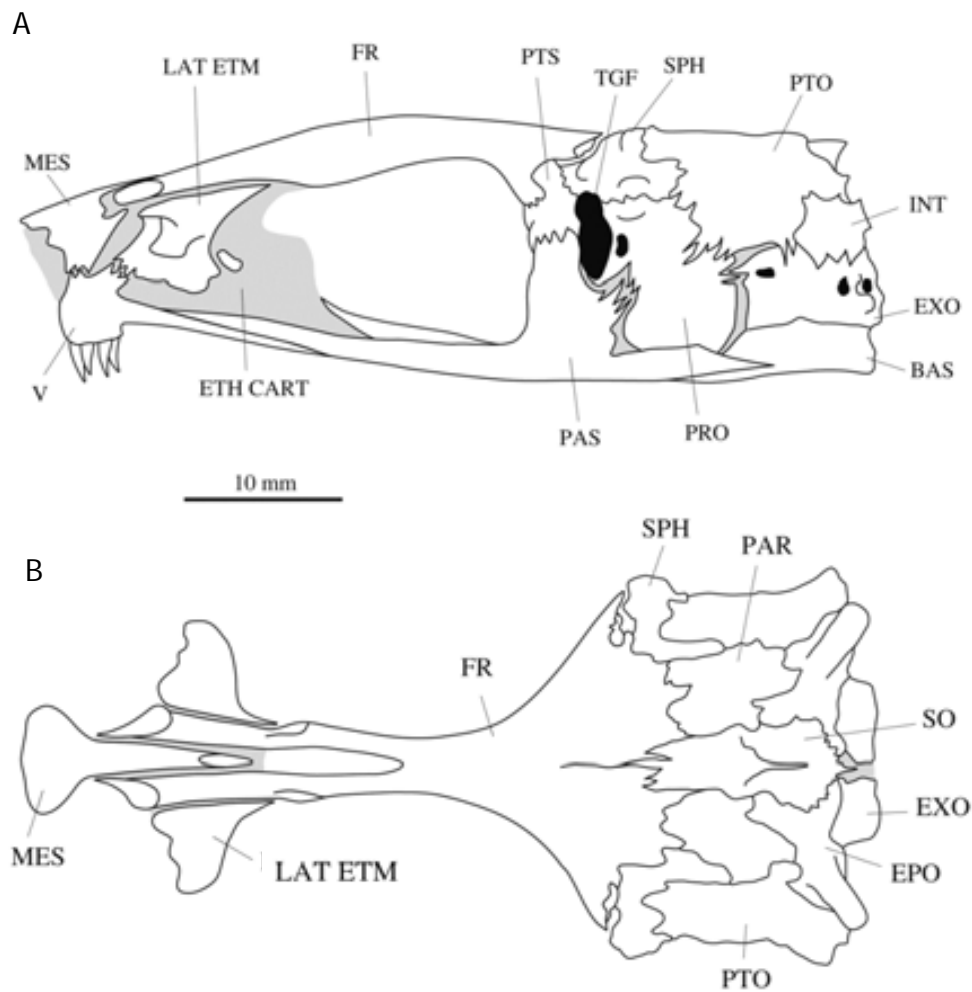 A
LAT ETM
FR
PTS
TGF
SPH
PTO
MES
INT
EXO
BAS
V
ETH CART
PAS
PRO
10 mm
B
SPH
PAR
FR
SO
EXO
MES
LAT ETM
EPO
PTO